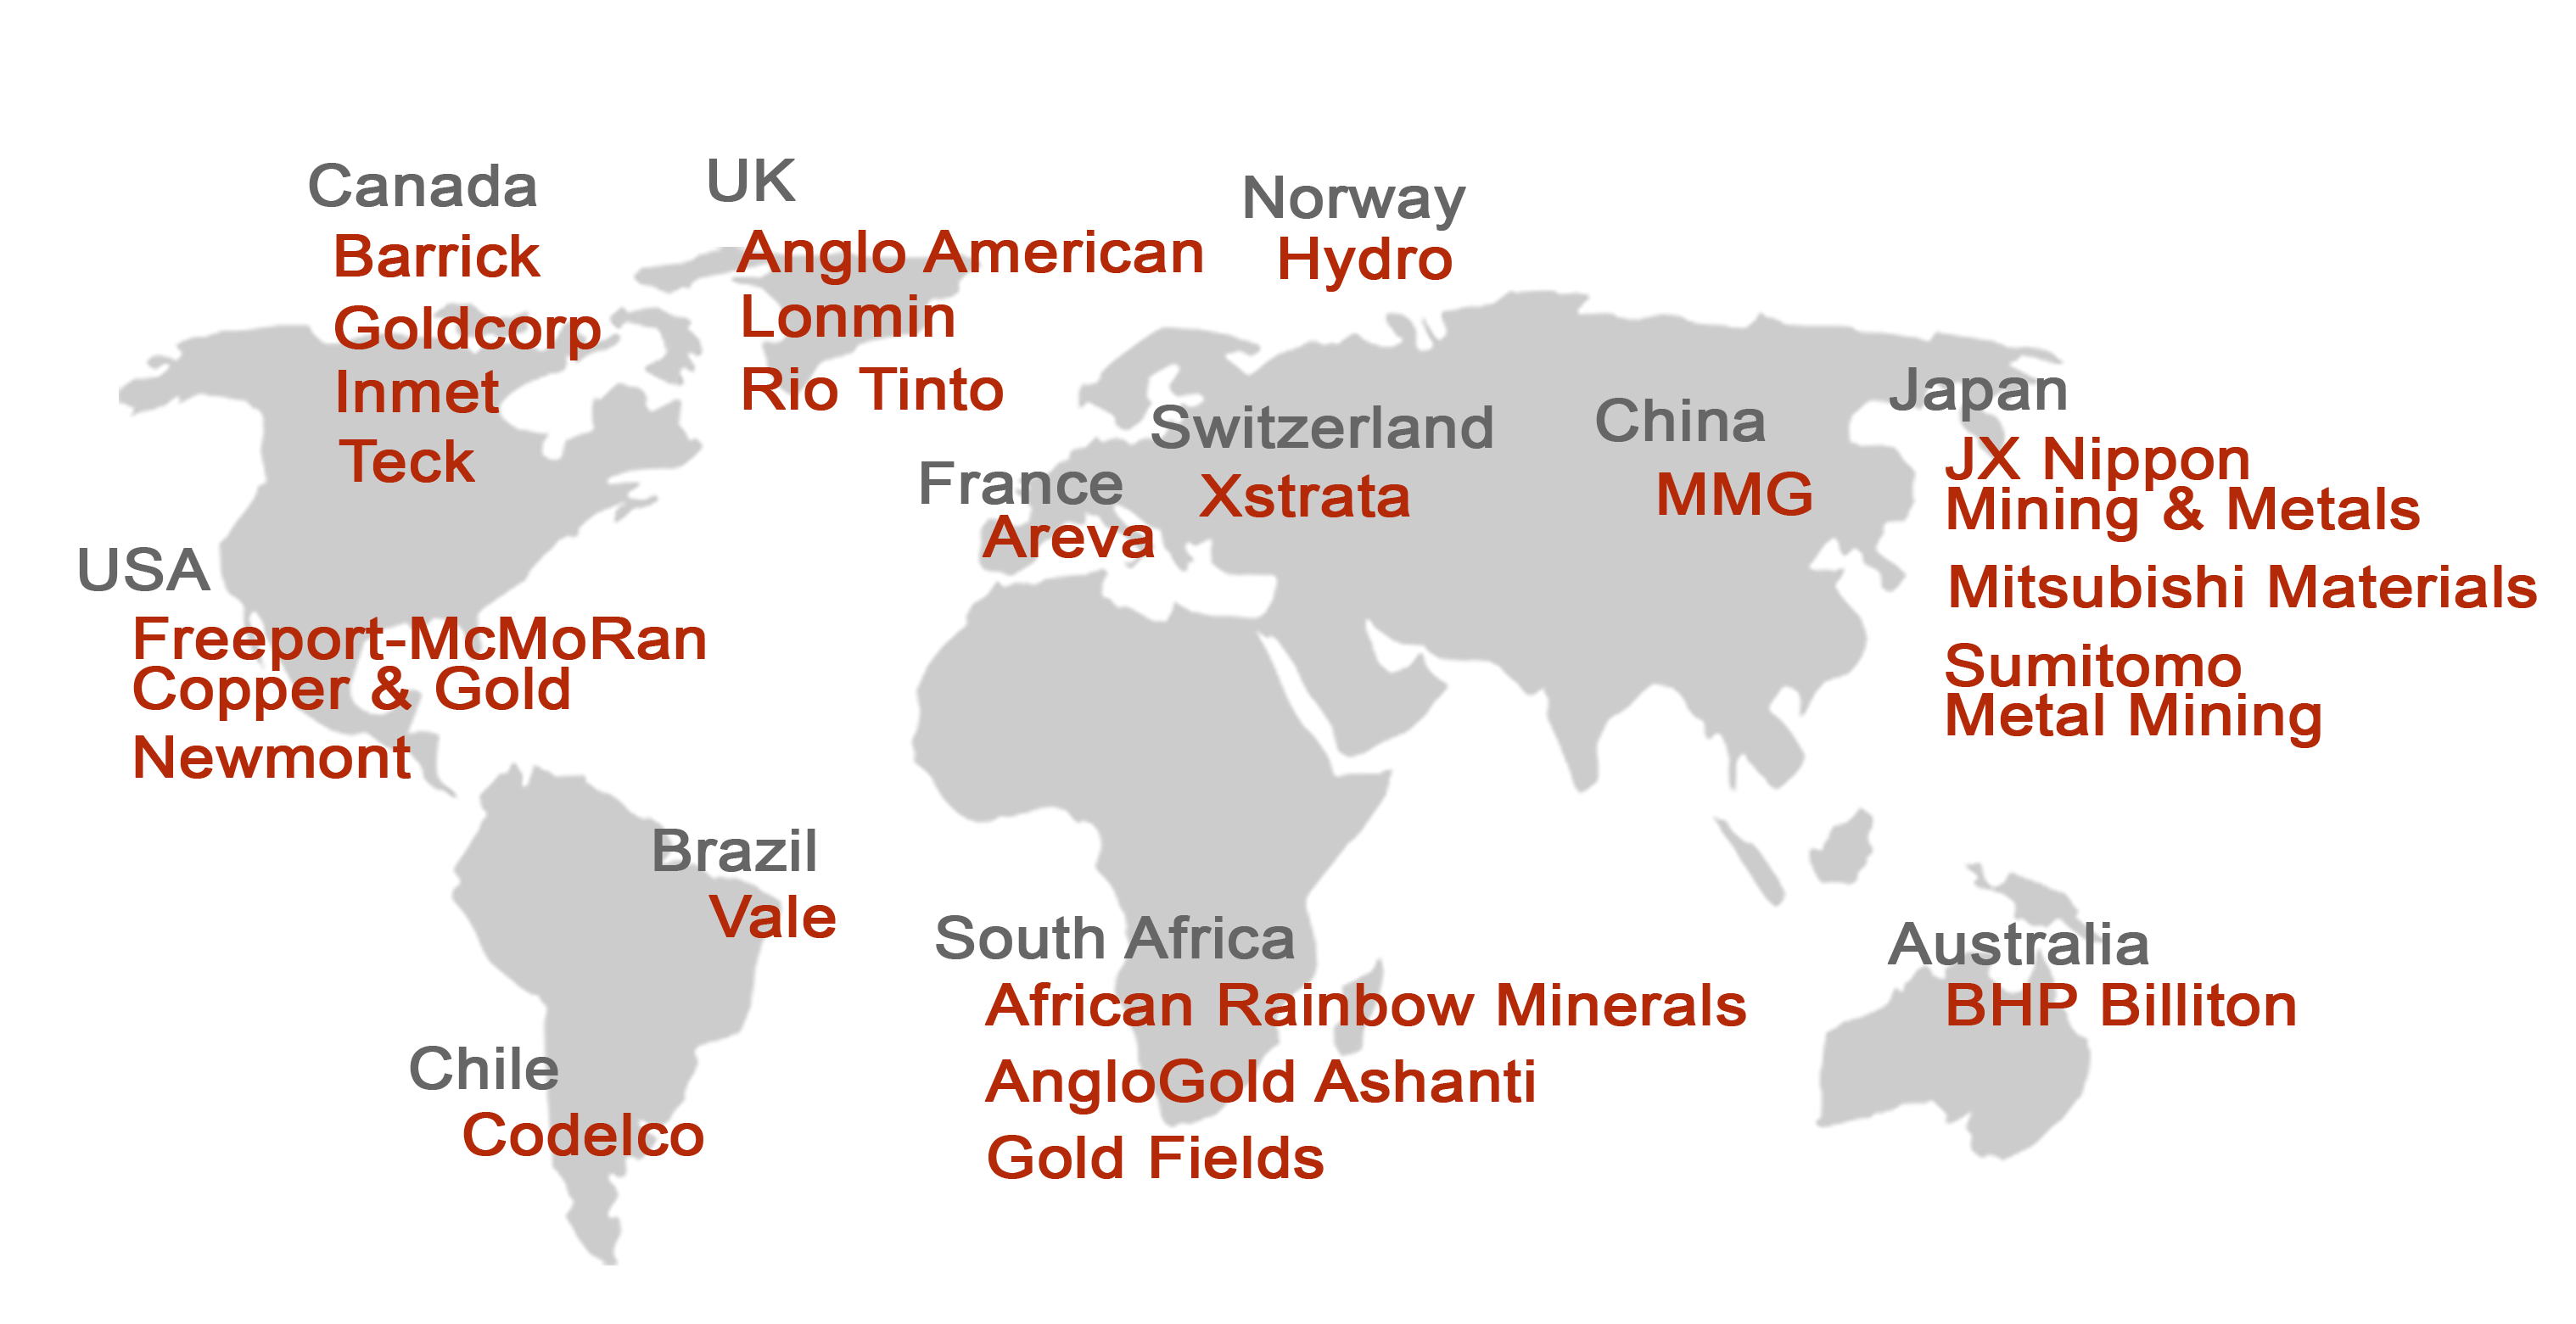 Canada
Barrick
Goldcorp
Inmet
Teck
UK
Anglo American
Lonmin
Rio Tinto
Norway
Hydro
Switzerland
Xstrata
France
Areva
China
MMG
Japan
JX Nippon
Mining & Metals
Mitsubishi Materials
Sumitomo
Metal Mining
USA
Freeport-McMoRan
Copper & Gold
Newmont
Brazil
Vale
Chile
Codelco
South Africa
African Rainbow Minerals
AngloGold Ashanti
Gold Fields
Australia
BHP Billiton